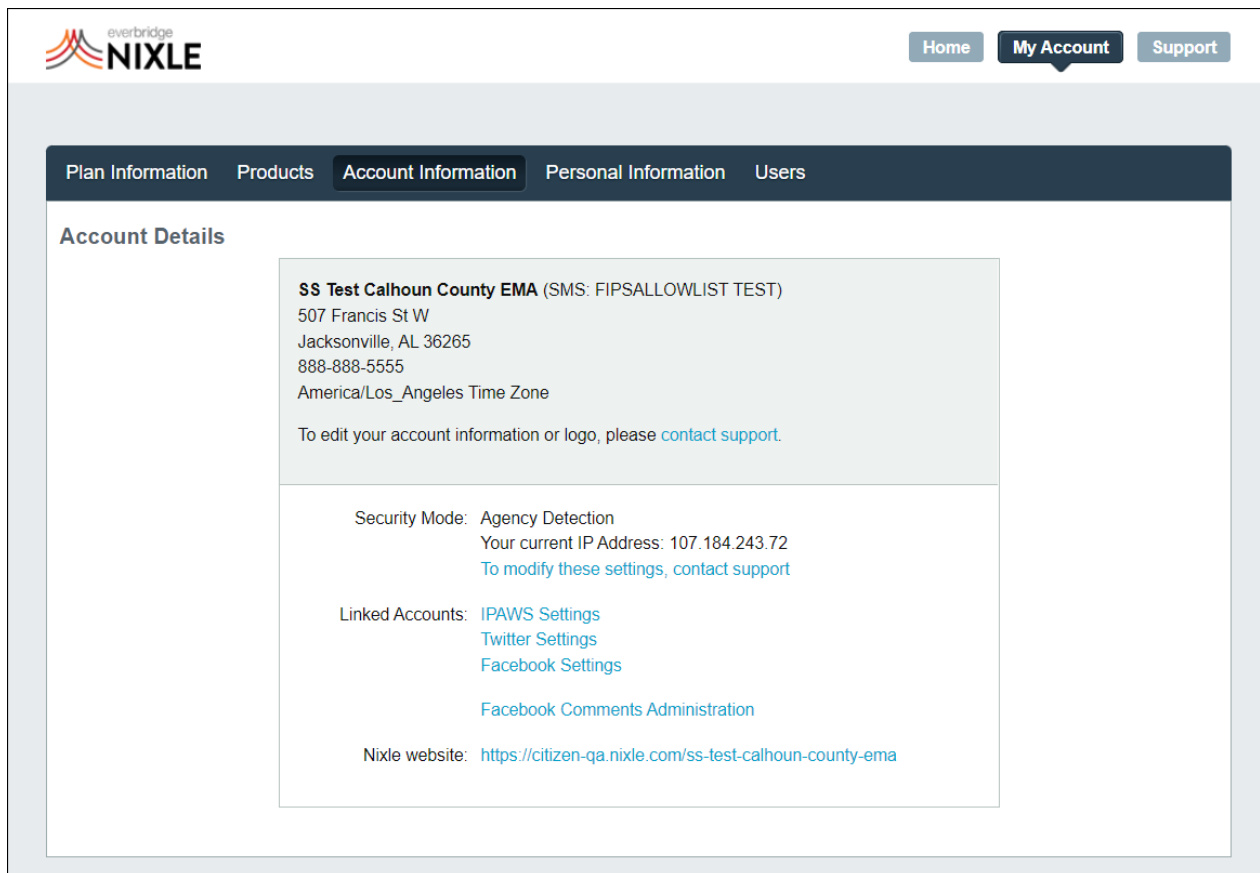 everbridge
NIXLE
Home My Account Support
Plan Information Products Account Information Personal Information Users
Account Details
SS Test Calhoun County EMA (SMS: FIPSALLOWLIST TEST)
507 Francis St W
Jacksonville, AL 36265
888-888-5555
America/Los_Angeles Time Zone
To edit your account information or logo, please contact support.
Security Mode: Agency Detection
Your current IP Address: 107.184.243.72
To modify these settings, contact support
Linked Accounts: IPAWS Settings
Twitter Settings
Facebook Settings
Facebook Comments Administration
Nixle website: https://citizen-qa.nixle.com/ss-test-calhoun-county-ema